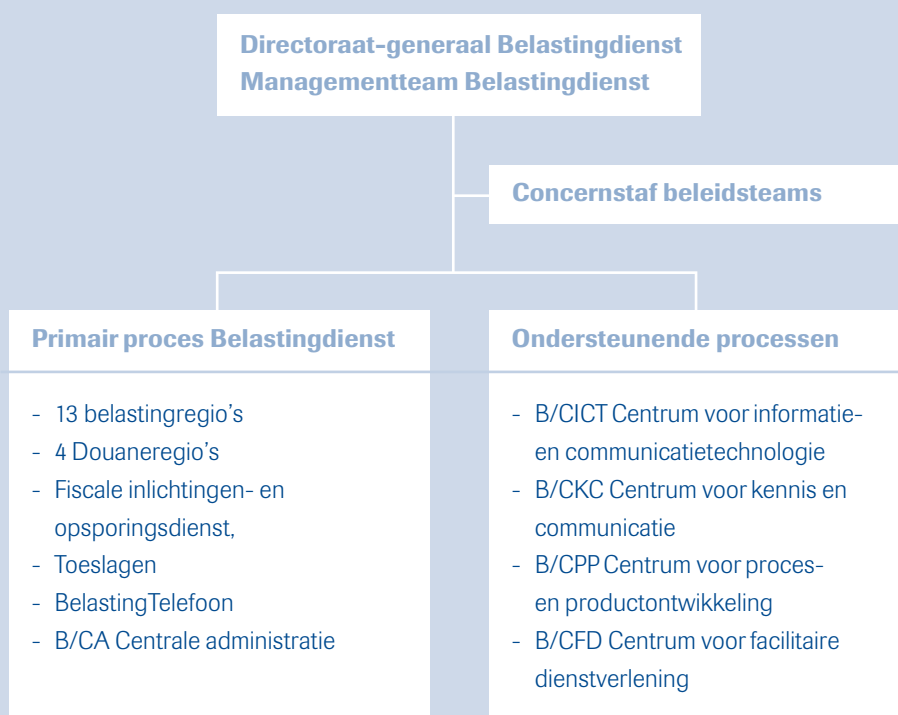 Directoraat-generaal Belastingdienst
Managementteam Belastingdienst
Concernstaf beleidsteams
Primair proces Belastingdienst
- 13 belastingregio's
- 4 Douaneregio's
- Fiscale inlichtingen- en
opsporingsdienst,
- Toeslagen
- BelastingTelefoon
- B/CA Centrale administratie
Ondersteunende processen
- B/CICT Centrum voor informatie-
en communicatietechnologie
- B/CKC Centrum voor kennis en
communicatie
- B/CPP Centrum voor proces-
en productontwikkeling
- B/CFD Centrum voor facilitaire
dienstverlening